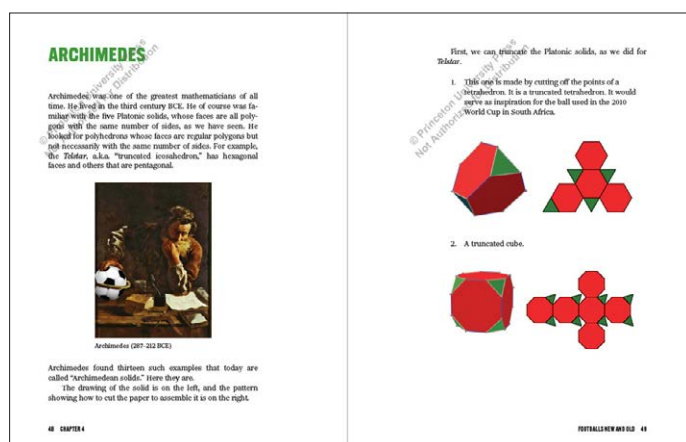 ARCHIMEDES
© Princeton University Press
Not Authorized for Distribution
Archimedes was one of the greatest mathematicians of all
time. He lived in the third century BCE. He of course was fa-
miliar with the five Platonic solids, whose faces are all poly-
gons with the same number of sides, as we have seen. He
looked for polyhedrons whose faces are regular polygons but
not necessarily with the same number of sides. For example,
the Telstar, a.k.a. “truncated icosahedron,” has hexagonal
faces and others that are pentagonal.
Archimedes (287-212 BCE)
Archimedes found thirteen such examples that today are
called “Archimedean solids.” Here they are.
The drawing of the solid is on the left, and the pattern
showing how to cut the paper to assemble it is on the right.
48 CHAPTER 4
First, we can truncate the Platonic solids, as we did for
Telstar.
© Princeton University Press
Not Authorized for Distribution
1. This one is made by cutting off the points of a
tetrahedron. It is a truncated tetrahedron. It would
serve as inspiration for the ball used in the 2010
World Cup in South Africa.
2. A truncated cube.
FOOTBALLS NEW AND OLD 49